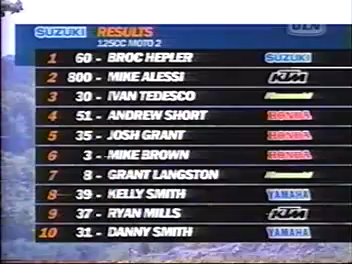 SUZUKI RESULTS OLN
125CC MOTO 2
1 60 - BROC HEPLER SUZUKI
2 800 - MIKE ALESSI KTM
3 30 - IVAN TEDESCO Kawasaki
4 51 - ANDREW SHORT HONDA
5 35 - JOSH GRANT HONDA
6 3 - MIKE BROWN HONDA
7 8 - GRANT LANGSTON Kawasaki
8 39 - KELLY SMITH YAMAHA
9 37 - RYAN MILLS KTM
10 31 - DANNY SMITH YAMAHA